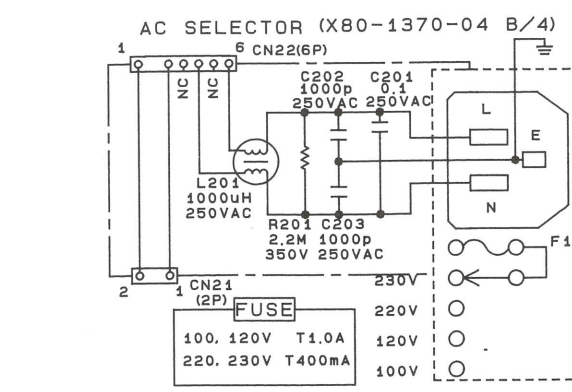 AC SELECTOR (X80-1370-04 B/4)
1
6 CN22(6P)
NC
NC
C202
1000p
250VAC
C201
0.1
250VAC
L
E
N
L201
1000uH
250VAC
R201
2.2M
350V
C203
1000p
250VAC
F1
2
1
CN21
(2P)
230V
220V
120V
100V
FUSE
100, 120V T1.0A
220, 230V T400mA